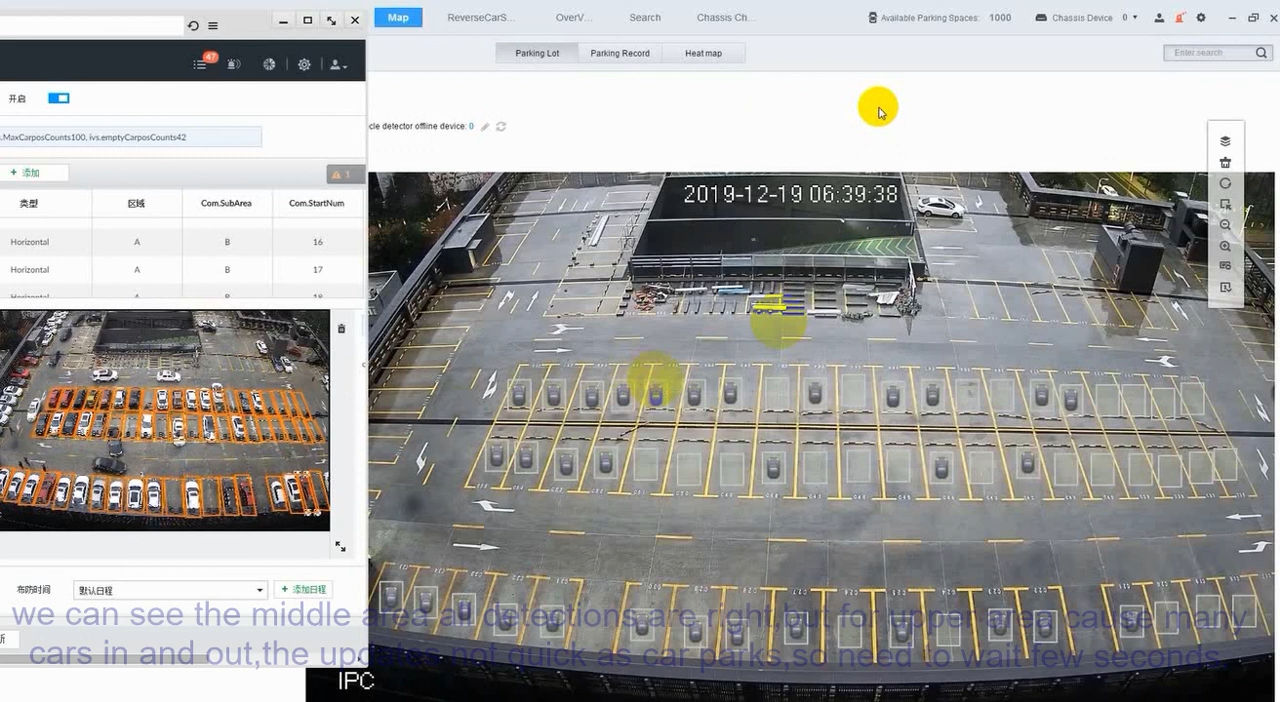 Map
ReverseCarS...
OverV...
Search
Chassis Ch...
Available Parking Spaces: 1000
Chassis Device 0
Parking Lot
Parking Record
Heat map
Enter search
47
开启
.MaxCarposCounts100, ivs.emptyCarposCounts42
cle detector offline device: 0
+ 添加
1
类型 区域 Com.SubArea Com.StartNum
Horizontal A B 16
Horizontal A B 17
2019-12-19 06:39:38
布防时间 默认日程 + 添加日程
we can see the middle area all detections are right,but for upper area cause many
cars in and out,the updates not quick as car parks,so need to wait few seconds
IPC